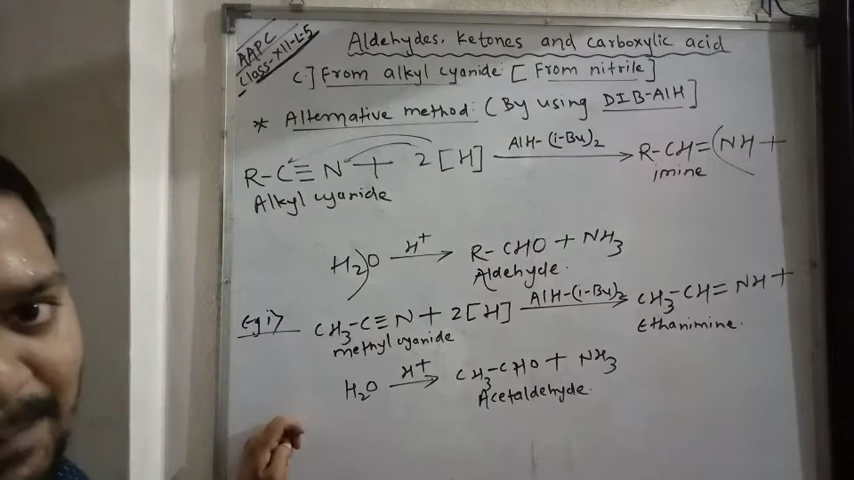 AAPC
Class-XII-L-5
Aldehydes, Ketones and carboxylic acid
C] From alkyl cyanide [From nitrile]
* Alternative method: (By using DIB-AlH]
R-C≡N + 2[H] AlH-(i-Bu)2 → R-CH=(NH +
Alkyl cyanide imine
H2)O H+ → R-CHO + NH3
Aldehyde.
Eg i) CH3-C≡N + 2[H] AlH-(i-Bu)2 → CH3-CH=NH +
methyl cyanide Ethanimine.
H2O H+ → CH3-CHO + NH3
Acetaldehyde.